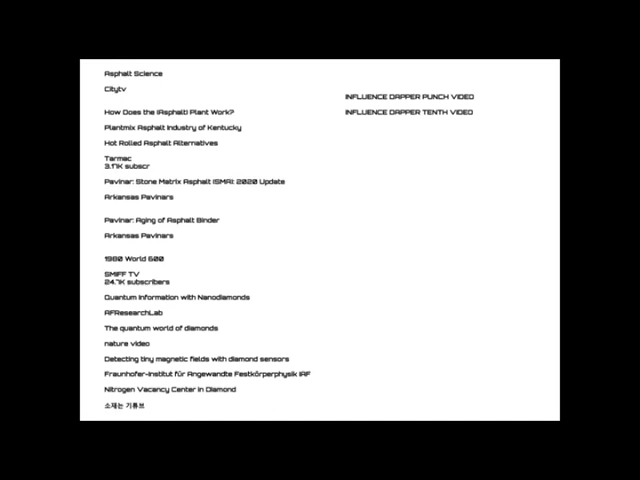 Asphalt Science
Citytv
How Does the (Asphalt) Plant Work?
Plantmix Asphalt Industry of Kentucky
Hot Rolled Asphalt Alternatives
Tarmac
3.17K subscr
Pavinar: Stone Matrix Asphalt (SMA): 2020 Update
Arkansas Pavinars
Pavinar: Aging of Asphalt Binder
Arkansas Pavinars
1980 World 600
SMIFF TV
24.7K subscribers
Quantum Information with Nanodiamonds
AFResearchLab
The quantum world of diamonds
nature video
Detecting tiny magnetic fields with diamond sensors
Fraunhofer-Institut für Angewandte Festkörperphysik IAF
Nitrogen Vacancy Center in Diamond
소재는 기튜브
INFLUENCE DAPPER PUNCH VIDEO
INFLUENCE DAPPER TENTH VIDEO